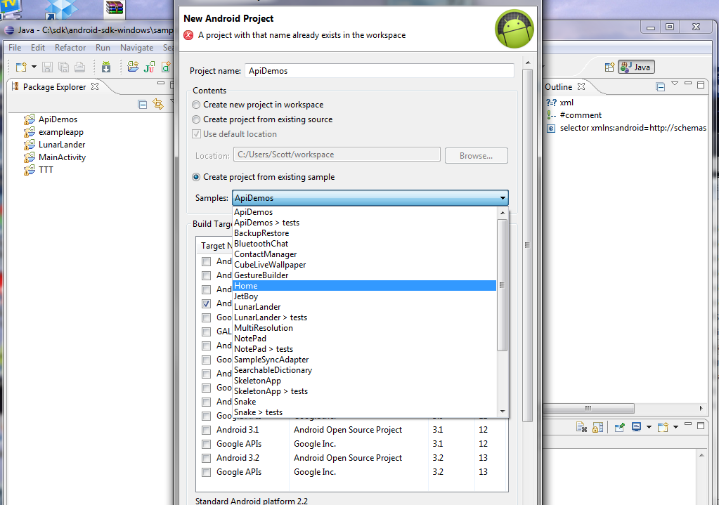 Java - C:\sdk\android-sdk-windows\samp
File Edit Refactor Run Navigate Sea
Java
Package Explorer
ApiDemos
exampleapp
LunarLander
MainActivity
TTT
New Android Project
A project with that name already exists in the workspace
Project name: ApiDemos
Contents
Create new project in workspace
Create project from existing source
Use default location
Location: C:/Users/Scott/workspace Browse...
Create project from existing sample
Samples: ApiDemos
ApiDemos
ApiDemos > tests
BackupRestore
BluetoothChat
ContactManager
CubeLiveWallpaper
GestureBuilder
Home
JetBoy
LunarLander
LunarLander > tests
MultiResolution
NotePad
NotePad > tests
SampleSyncAdapter
SearchableDictionary
SkeletonApp
SkeletonApp > tests
Snake
Snake > tests
Build Targ
Target N
And
And
And
And
Goo
GAL
And
Goo
And
Goo
And
Android 3.1 Android Open Source Project 3.1 12
Google APIs Google Inc. 3.1 12
Android 3.2 Android Open Source Project 3.2 13
Google APIs Google Inc. 3.2 13
Standard Android platform 2.2
Outline
xml
#comment
selector xmlns:android=http://schemas